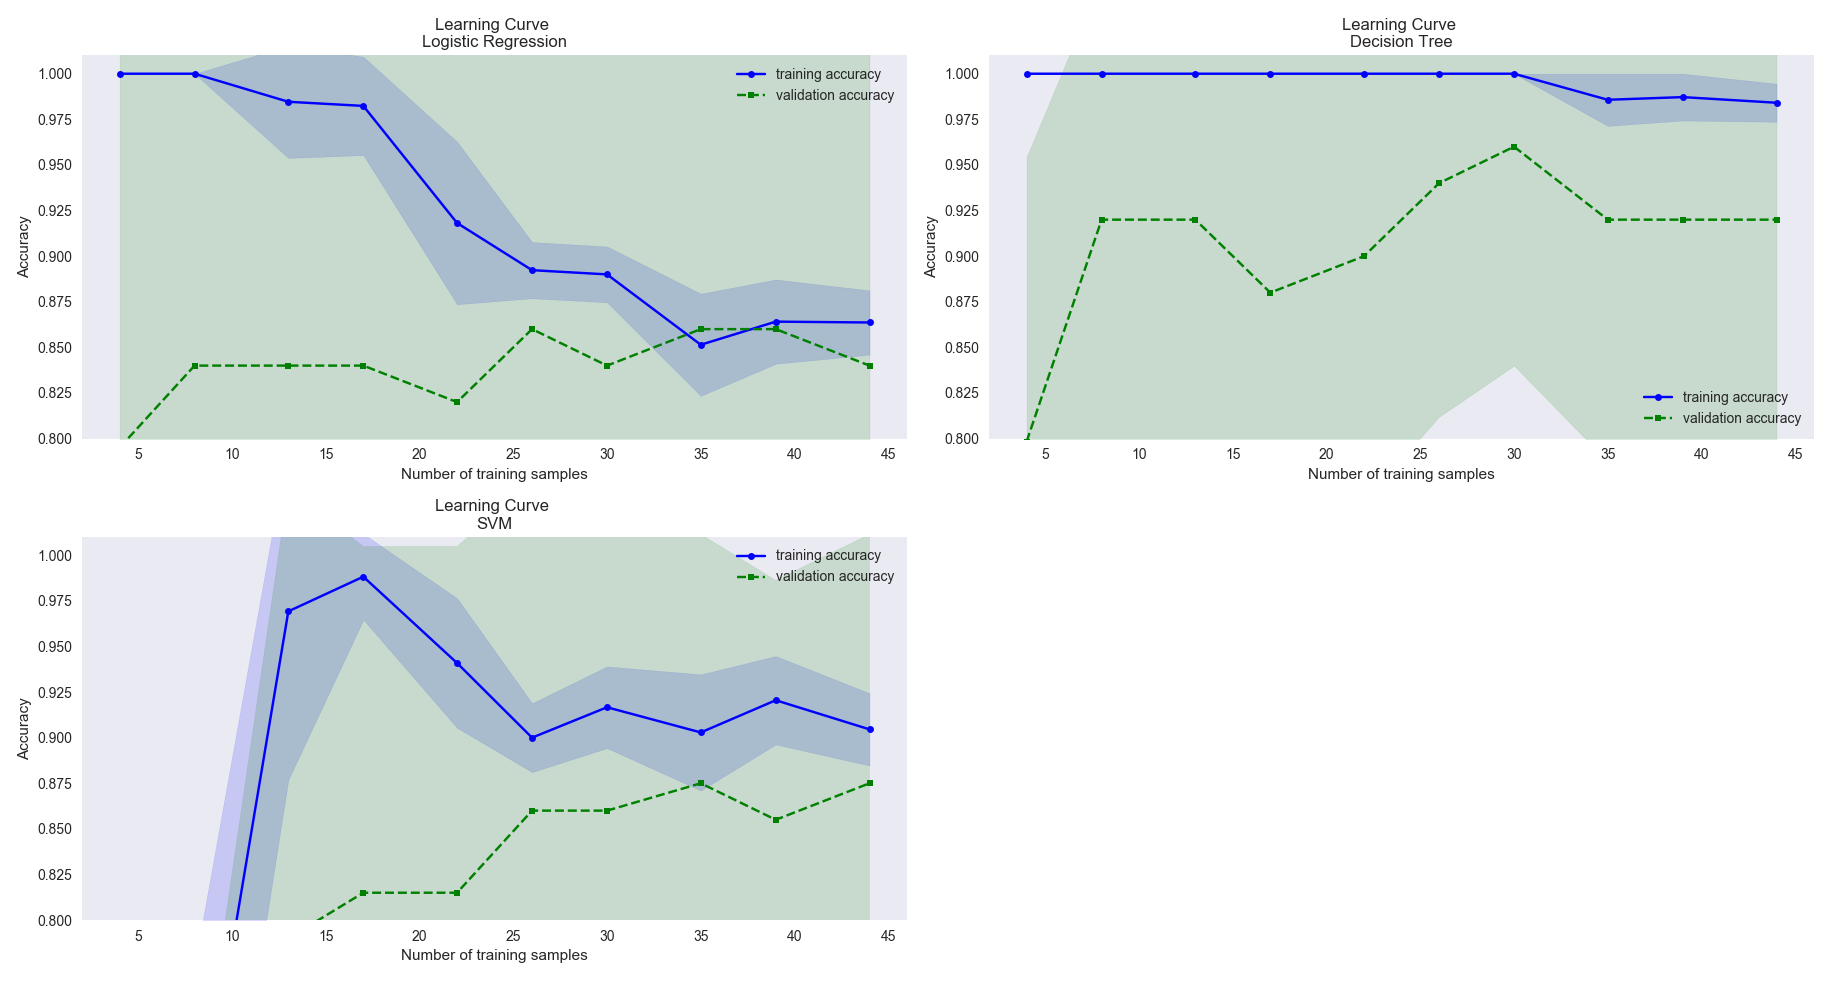 Learning Curve
Logistic Regression
1.000
0.975
0.950
0.925
0.900
0.875
0.850
0.825
0.800
Accuracy
5 10 15 20 25 30 35 40 45
Number of training samples
training accuracy
validation accuracy
Learning Curve
Decision Tree
1.000
0.975
0.950
0.925
0.900
0.875
0.850
0.825
0.800
Accuracy
training accuracy
validation accuracy
5 10 15 20 25 30 35 40 45
Number of training samples
Learning Curve
SVM
1.000
0.975
0.950
0.925
0.900
0.875
0.850
0.825
0.800
Accuracy
training accuracy
validation accuracy
5 10 15 20 25 30 35 40 45
Number of training samples